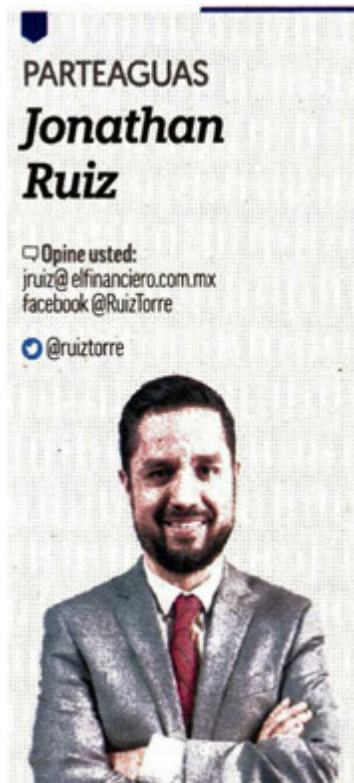 PARTEAGUAS
Jonathan
Ruiz
Opine usted:
jruiz@elfinanciero.com.mx
facebook @RuizTorre
@ruiztorre